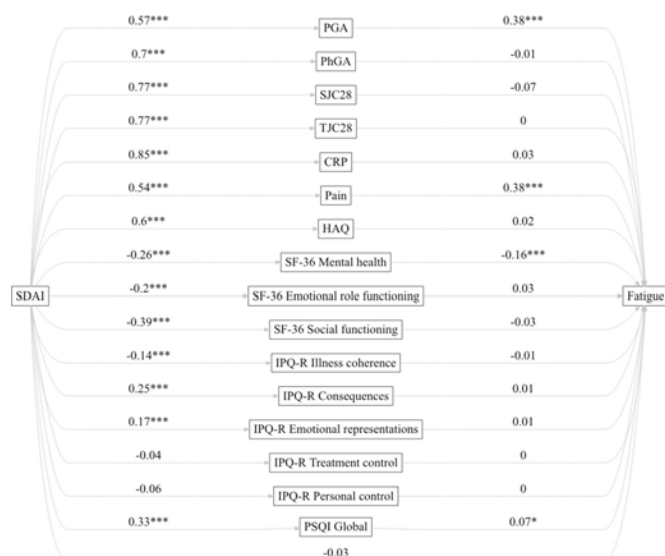 0.57*** PGA 0.38***
0.7*** PhGA -0.01
0.77*** SJC28 -0.07
0.77*** TJC28 0
0.85*** CRP 0.03
0.54*** Pain 0.38***
0.6*** HAQ 0.02
-0.26*** SF-36 Mental health -0.16***
SDAI -0.2*** SF-36 Emotional role functioning 0.03 Fatigue
-0.39*** SF-36 Social functioning -0.03
-0.14*** IPQ-R Illness coherence -0.01
0.25*** IPQ-R Consequences 0.01
0.17*** IPQ-R Emotional representations 0.01
-0.04 IPQ-R Treatment control 0
-0.06 IPQ-R Personal control 0
0.33*** PSQI Global 0.07*
-0.03